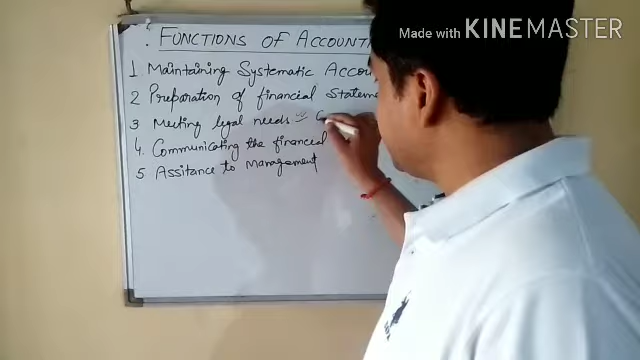 Made with KINEMASTER
FUNCTIONS OF ACCOUNT
1 Maintaining Systematic Accou
2 Preparation of financial Stateme
3 Meeting legal needs
4. Communicating the financial
5 Assitance to Management